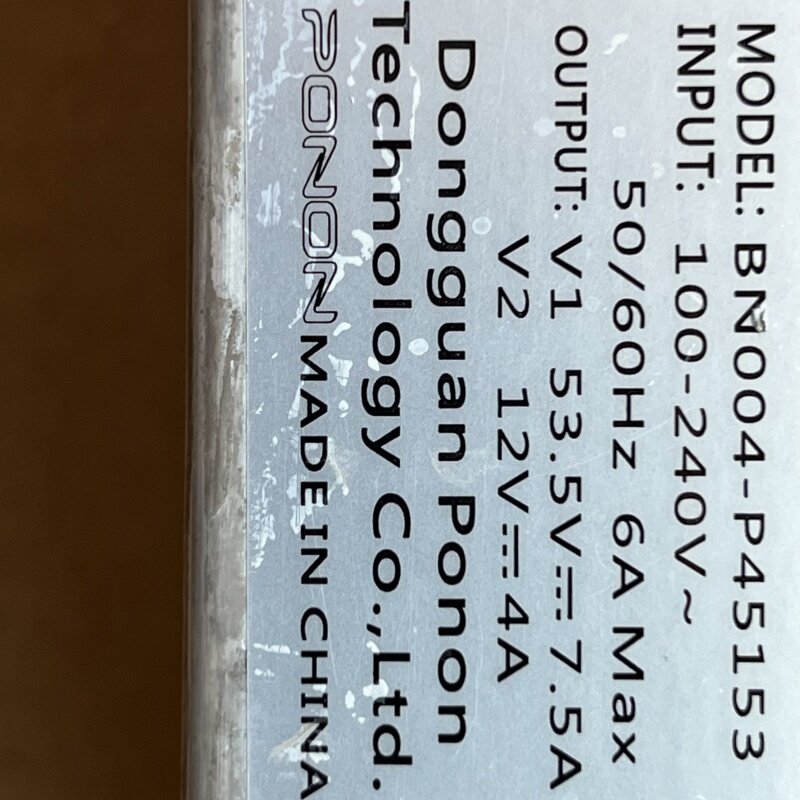 MODEL: BN004-P45153
INPUT: 100-240V~
50/60Hz 6A Max
OUTPUT: V1 53.5V⎓7.5A
V2 12V⎓4A
Dongguan Ponon
Technology Co.,Ltd.
PONON MADE IN CHINA